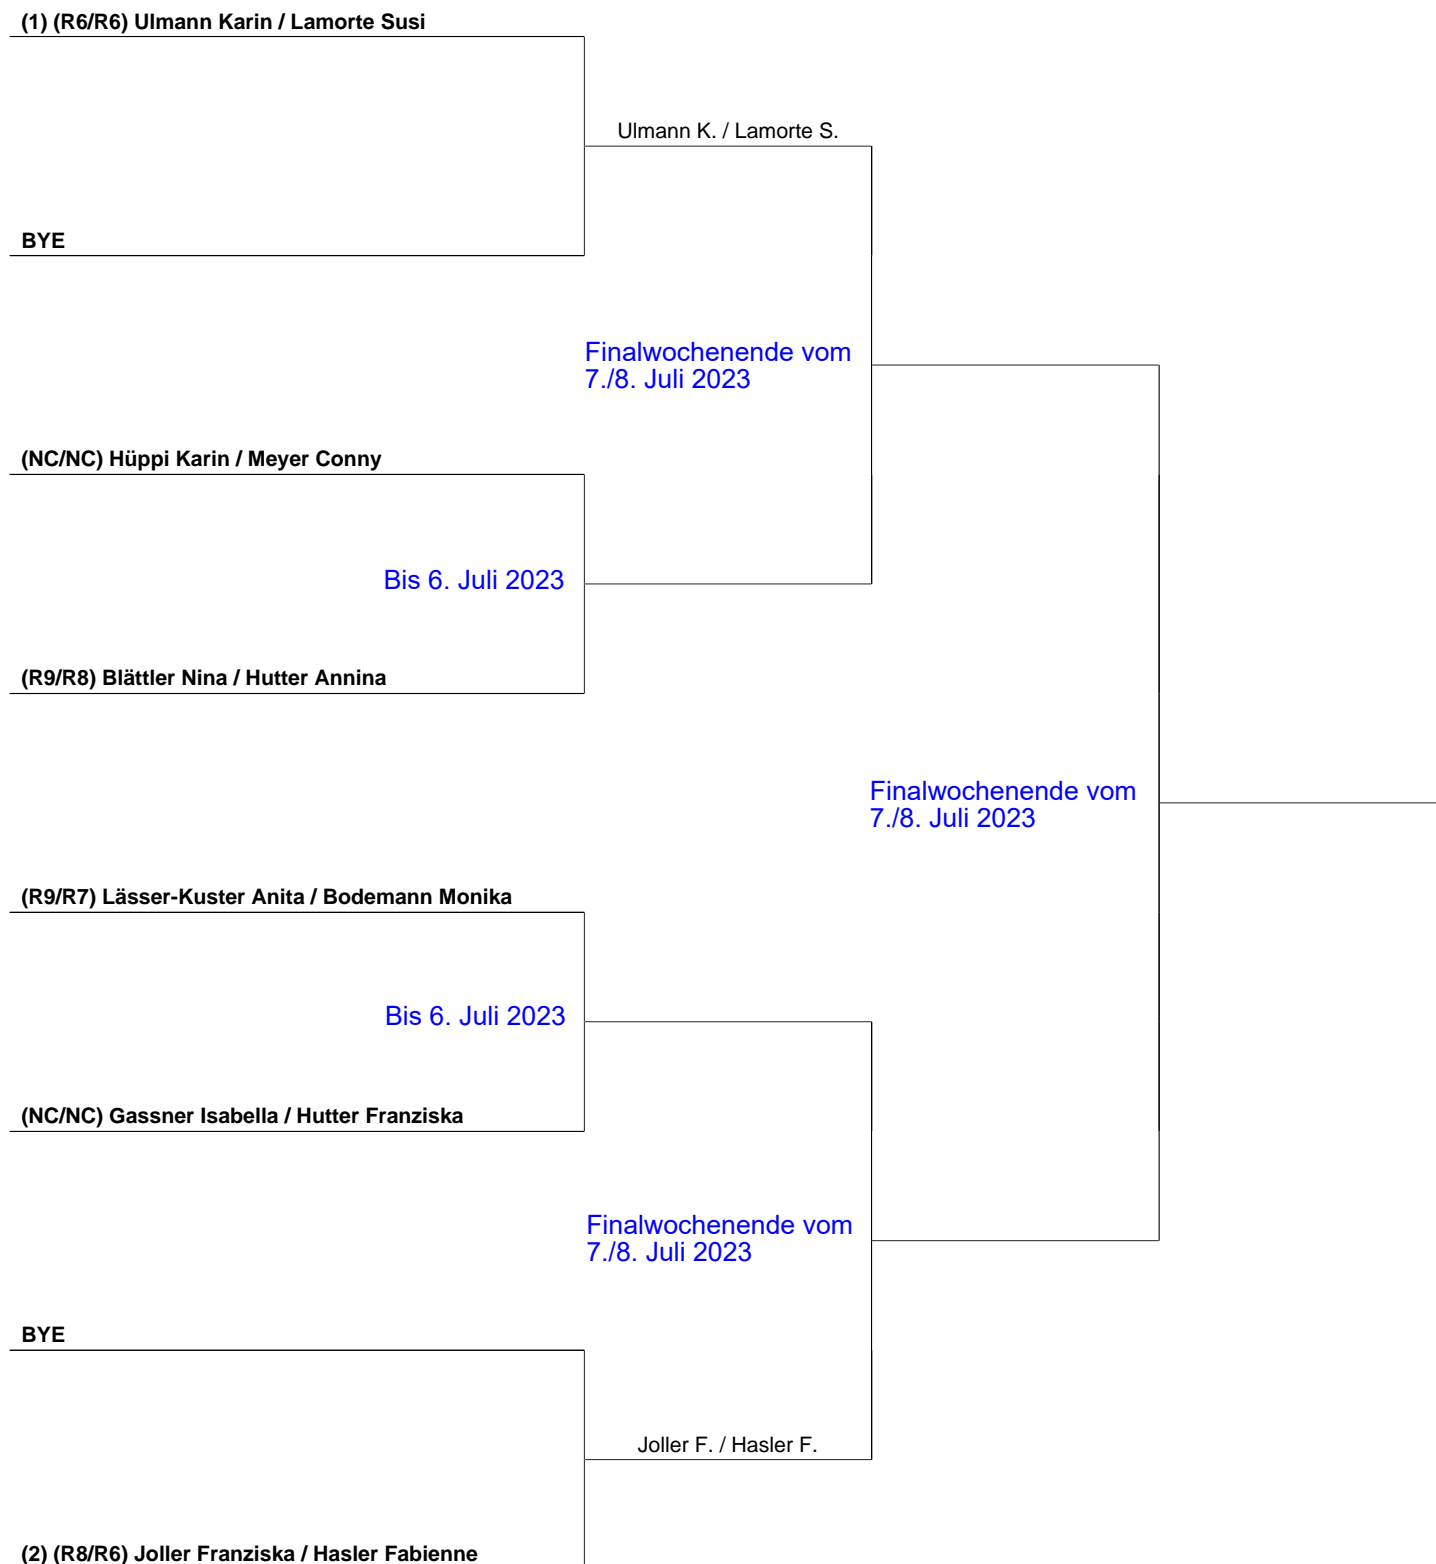 (1) (R6/R6) Ulmann Karin / Lamorte Susi
Ulmann K. / Lamorte S.
BYE
Finalwochenende vom
7./8. Juli 2023
(NC/NC) Hüppi Karin / Meyer Conny
Bis 6. Juli 2023
(R9/R8) Blättler Nina / Hutter Annina
Finalwochenende vom
7./8. Juli 2023
(R9/R7) Lässer-Kuster Anita / Bodemann Monika
Bis 6. Juli 2023
(NC/NC) Gassner Isabella / Hutter Franziska
Finalwochenende vom
7./8. Juli 2023
BYE
Joller F. / Hasler F.
(2) (R8/R6) Joller Franziska / Hasler Fabienne